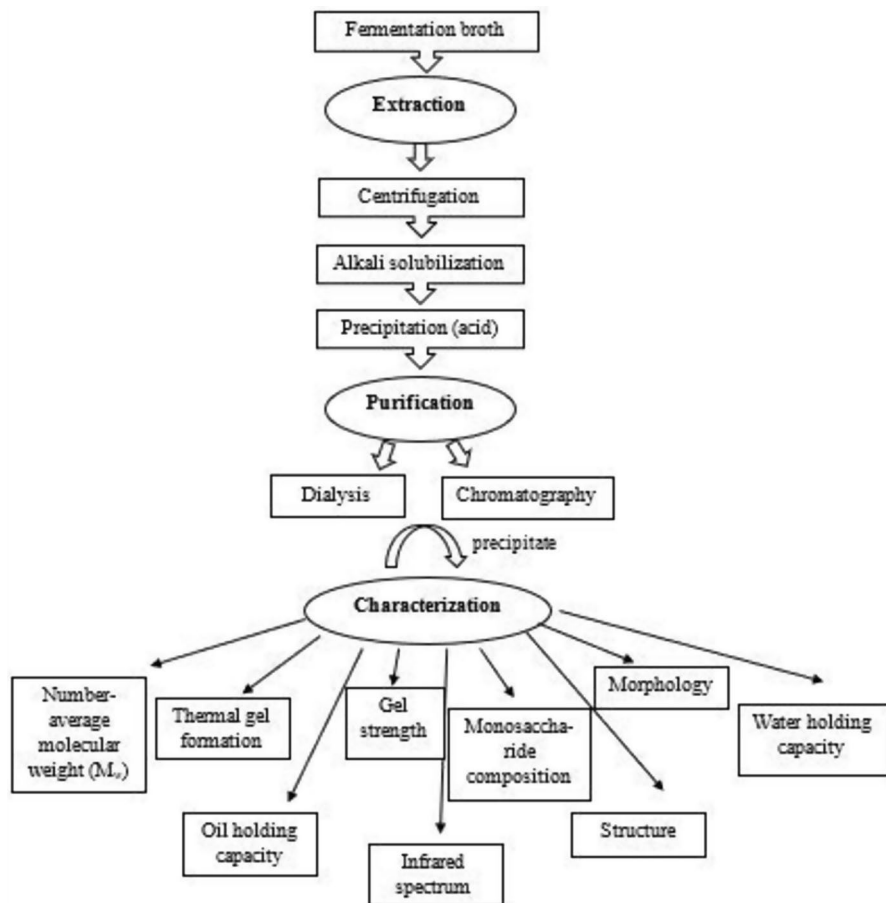 Fermentation broth
Extraction
Centrifugation
Alkali solubilization
Precipitation (acid)
Purification
Dialysis
Chromatography
precipitate
Characterization
Number-
average
molecular
weight (Mₙ)
Thermal gel
formation
Gel
strength
Monosaccha-
ride
composition
Morphology
Water holding
capacity
Oil holding
capacity
Infrared
spectrum
Structure